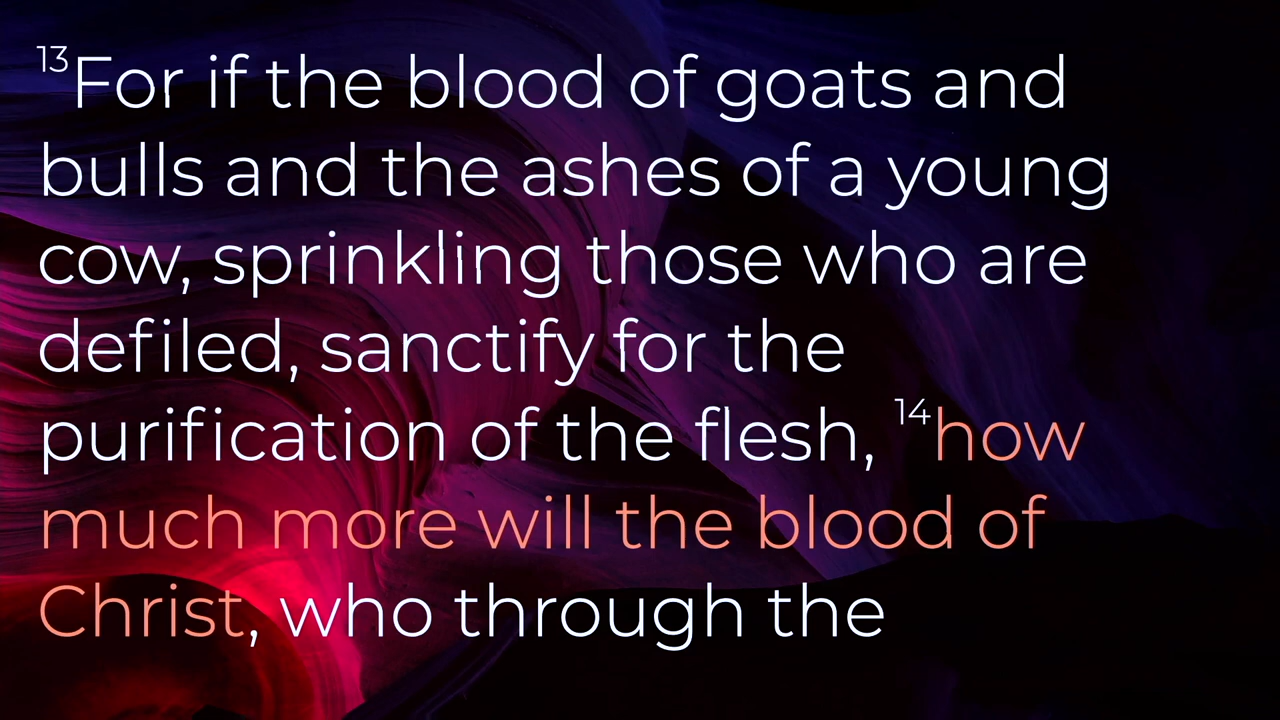 13For if the blood of goats and
bulls and the ashes of a young
cow, sprinkling those who are
defiled, sanctify for the
purification of the flesh, 14how
much more will the blood of
Christ, who through the